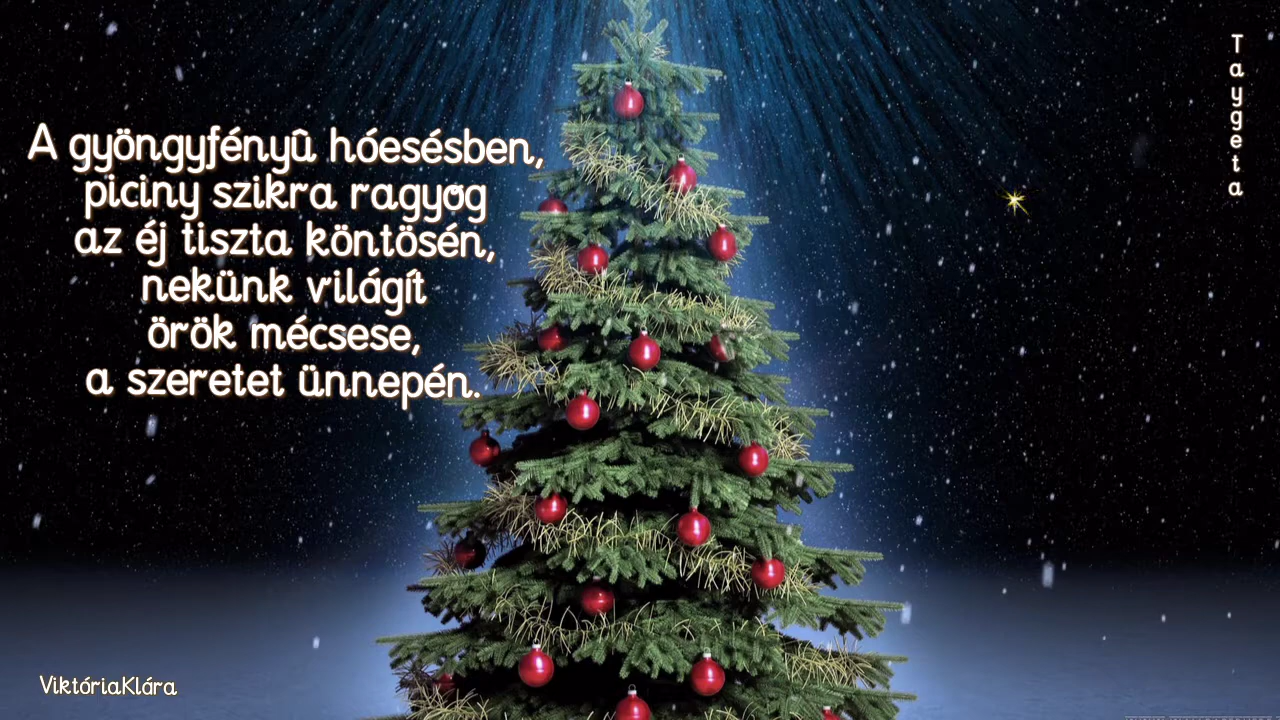 A gyöngyfényû hóesésben,
piciny szikra ragyog
az éj tiszta köntösén,
nekünk világít
örök mécsese,
a szeretet ünnepén.
Taygeta
ViktóriaKlára